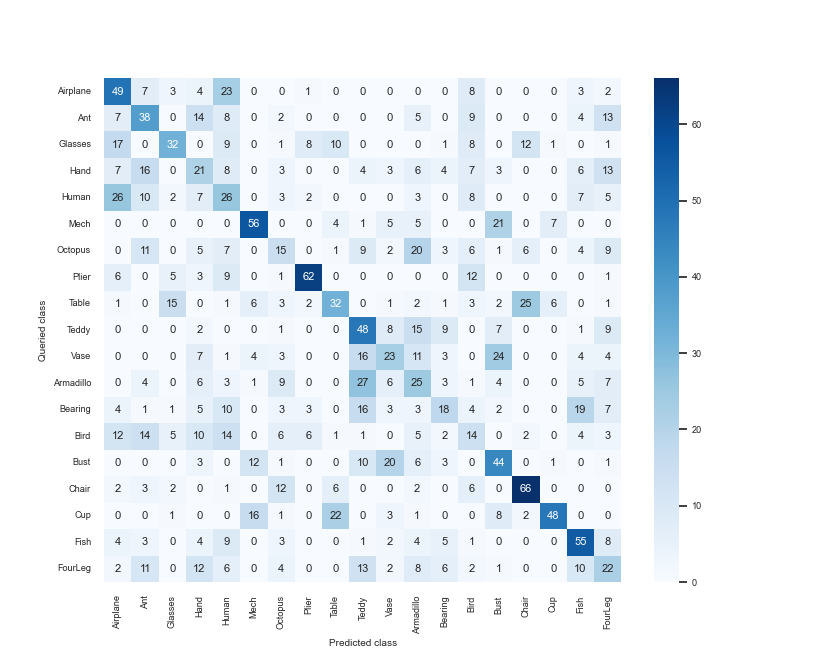 Airplane 49 7 3 4 23 0 0 1 0 0 0 0 0 8 0 0 0 3 2
Ant 7 38 0 14 8 0 2 0 0 0 0 5 0 9 0 0 0 4 13
Glasses 17 0 32 0 9 0 1 8 10 0 0 0 1 8 0 12 1 0 1
Hand 7 16 0 21 8 0 3 0 0 4 3 6 4 7 3 0 0 6 13
Human 26 10 2 7 26 0 3 2 0 0 0 3 0 8 0 0 0 7 5
Mech 0 0 0 0 0 56 0 0 4 1 5 5 0 0 21 0 7 0 0
Octopus 0 11 0 5 7 0 15 0 1 9 2 20 3 6 1 6 0 4 9
Plier 6 0 5 3 9 0 1 62 0 0 0 0 0 12 0 0 0 0 1
Table 1 0 15 0 1 6 3 2 32 0 1 2 1 3 2 25 6 0 1
Teddy 0 0 0 2 0 0 1 0 0 48 8 15 9 0 7 0 0 1 9
Vase 0 0 0 7 1 4 3 0 0 16 23 11 3 0 24 0 0 4 4
Armadillo 0 4 0 6 3 1 9 0 0 27 6 25 3 1 4 0 0 5 7
Bearing 4 1 1 5 10 0 3 3 0 16 3 3 18 4 2 0 0 19 7
Bird 12 14 5 10 14 0 6 6 1 1 0 5 2 14 0 2 0 4 3
Bust 0 0 0 3 0 12 1 0 0 10 20 6 3 0 44 0 1 0 1
Chair 2 3 2 0 1 0 12 0 6 0 0 2 0 6 0 66 0 0 0
Cup 0 0 1 0 0 16 1 0 22 0 3 1 0 0 8 2 48 0 0
Fish 4 3 0 4 9 0 3 0 0 1 2 4 5 1 0 0 0 55 8
FourLeg 2 11 0 12 6 0 4 0 0 13 2 8 6 2 1 0 0 10 22
Queried class
Airplane Ant Glasses Hand Human Mech Octopus Plier Table Teddy Vase Armadillo Bearing Bird Bust Chair Cup Fish FourLeg
Predicted class
60
50
40
30
20
10
0